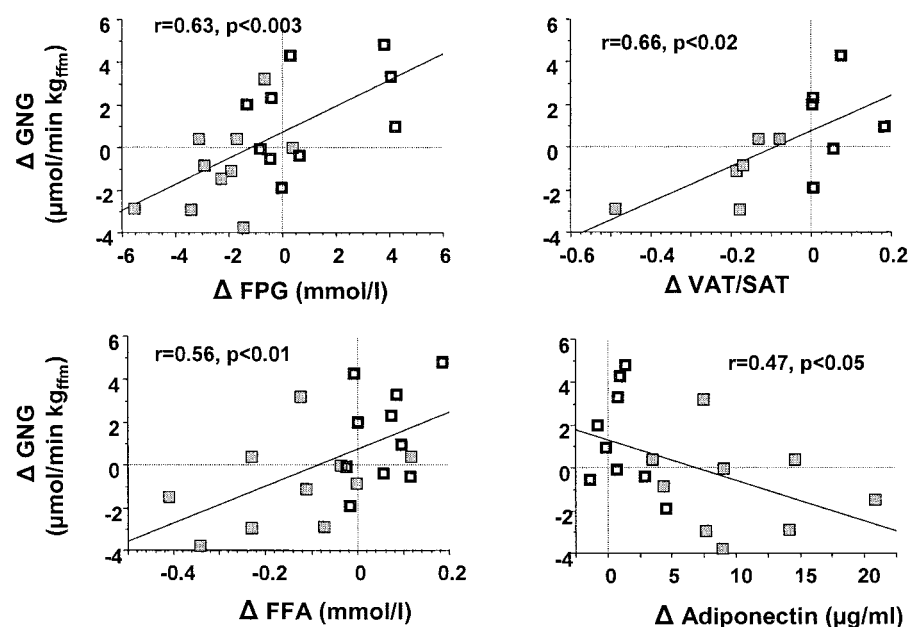 r=0.63, p<0.003
6
4
2
0
-2
-4
Δ GNG
(µmol/min kgffm)
-6 -4 -2 0 2 4 6
Δ FPG (mmol/l)
r=0.66, p<0.02
6
4
2
0
-2
-4
-0.6 -0.4 -0.2 0 0.2
Δ VAT/SAT
r=0.56, p<0.01
6
4
2
0
-2
-4
Δ GNG
(µmol/min kgffm)
-0.4 -0.2 0 0.2
Δ FFA (mmol/l)
r=0.47, p<0.05
6
4
2
0
-2
-4
0 5 10 15 20
Δ Adiponectin (µg/ml)